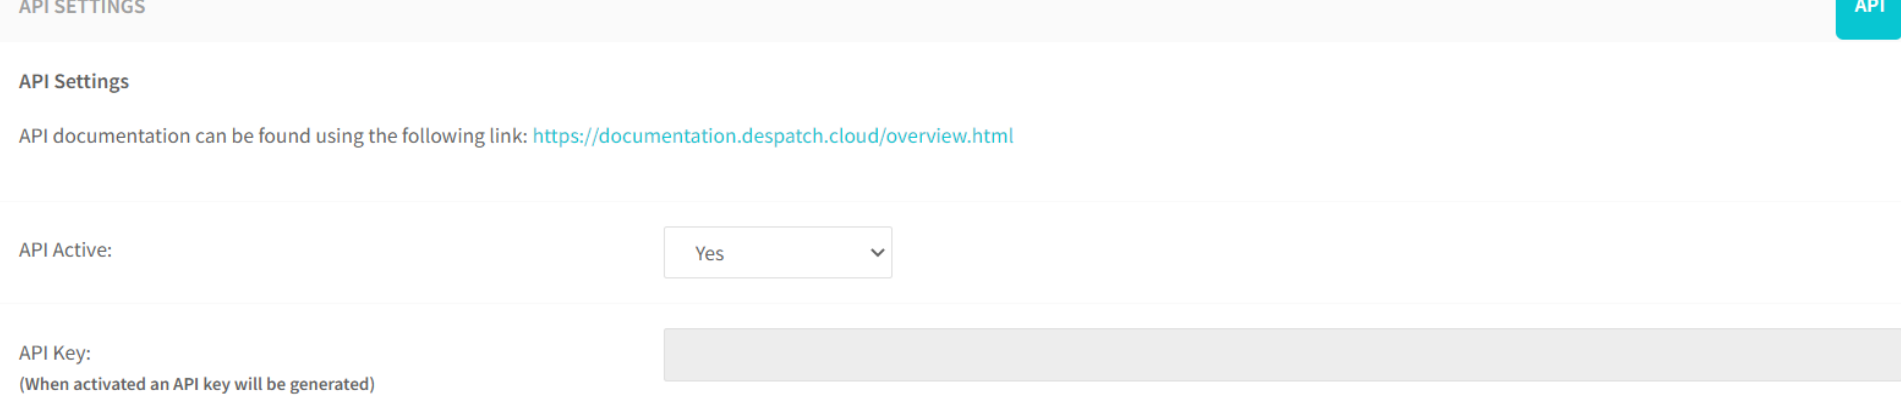 API SETTINGS
API
API Settings
API documentation can be found using the following link: https://documentation.despatch.cloud/overview.html
API Active:
Yes
API Key:
(When activated an API key will be generated)